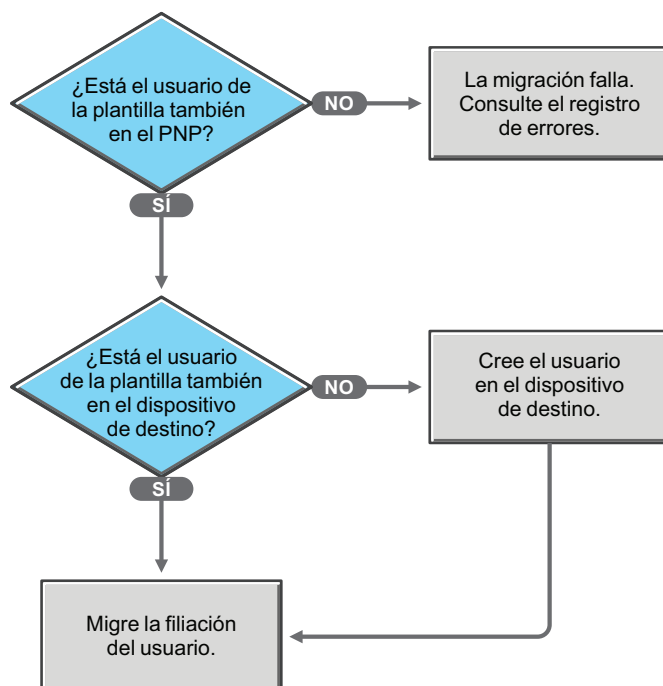 ¿Está el usuario de
la plantilla también
en el PNP?
NO
La migración falla.
Consulte el registro
de errores.
SÍ
¿Está el usuario
de la plantilla también
en el dispositivo
de destino?
NO
Cree el usuario
en el dispositivo
de destino.
SÍ
Migre la filiación
del usuario.